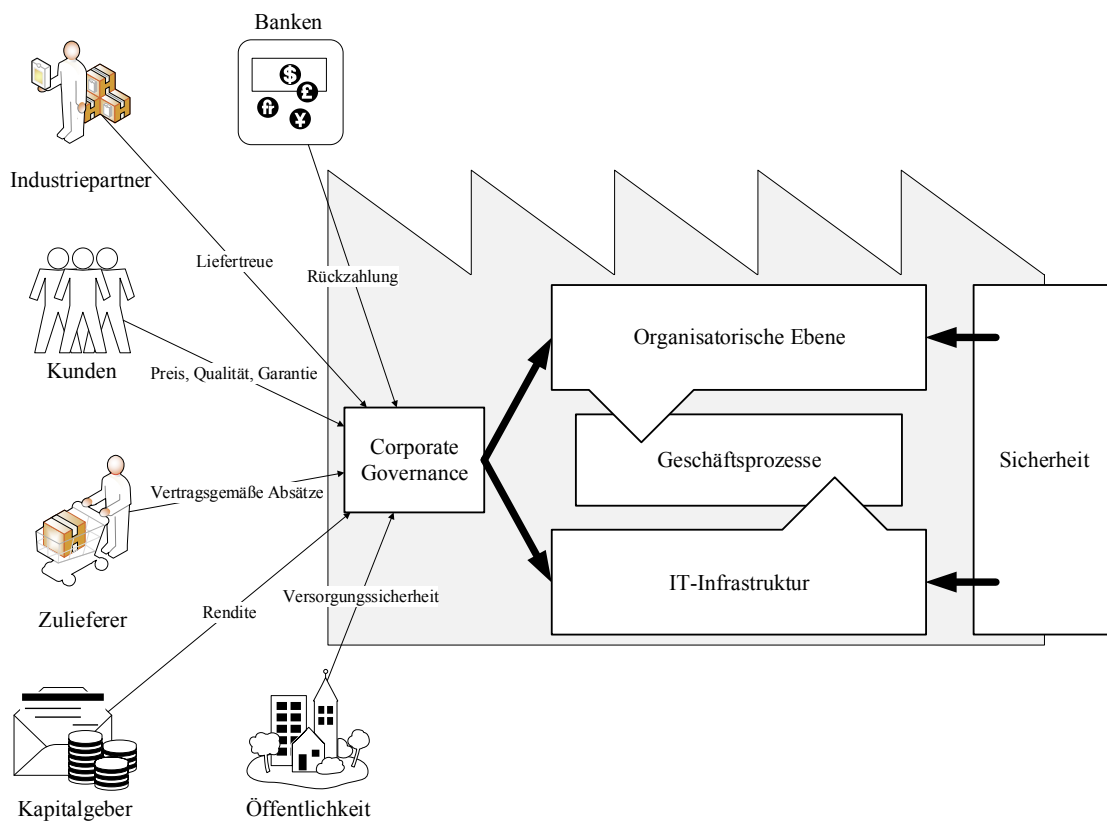 Banken
Industriepartner
Liefertreue
Rückzahlung
Kunden
Preis, Qualität, Garantie
Organisatorische Ebene
Corporate
Governance
Geschäftsprozesse
Sicherheit
Vertragsgemäße Absätze
IT-Infrastruktur
Zulieferer
Rendite
Versorgungssicherheit
Kapitalgeber
Öffentlichkeit